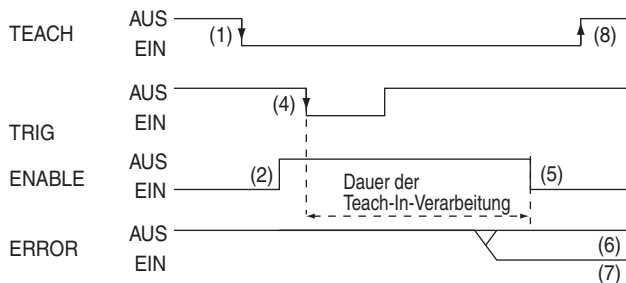 TEACH
AUS
EIN
(1)
(8)
TRIG
AUS
EIN
(4)
ENABLE
AUS
EIN
(2)
Dauer der
Teach-In-Verarbeitung
(5)
ERROR
AUS
EIN
(6)
(7)